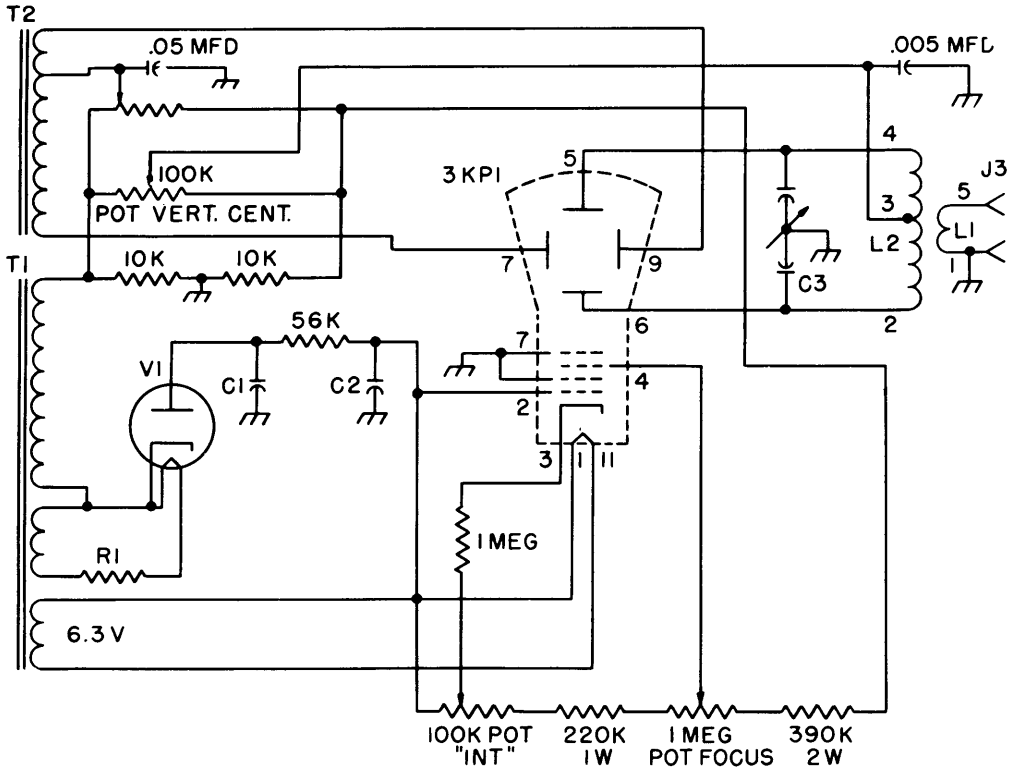 T2
.05 MFD
.005 MFD
100K
POT VERT. CENT.
3KP1
5
4
J3
5
3
L2
L1
1
7
9
C3
T1
10K
10K
6
2
56K
V1
C1
C2
7
4
2
3
1
11
1 MEG
R1
6.3 V
100K POT
"INT"
220K
1W
1 MEG
POT FOCUS
390K
2W